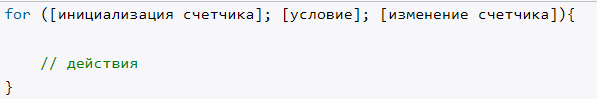 for ([инициализация счетчика]; [условие]; [изменение счетчика]){
// действия
}